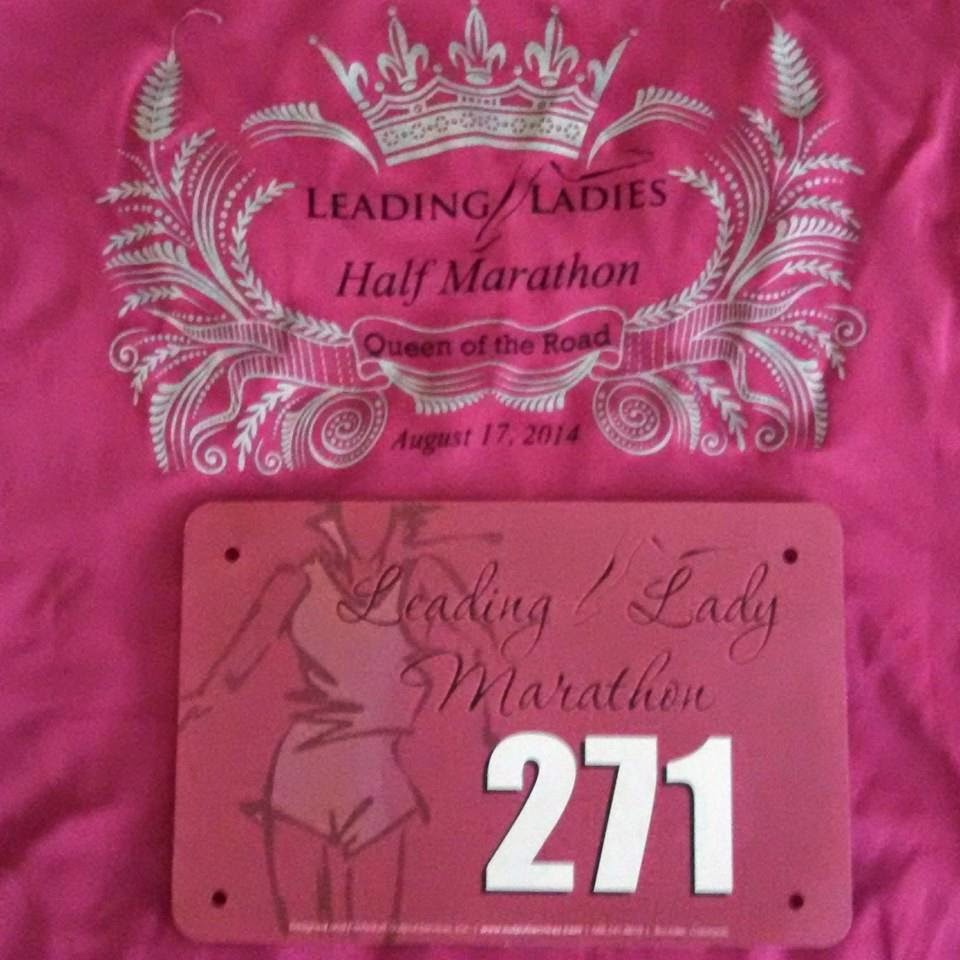 LEADING LADIES
Half Marathon
Queen of the Road
August 17, 2014
Leading Lady
Marathon
271